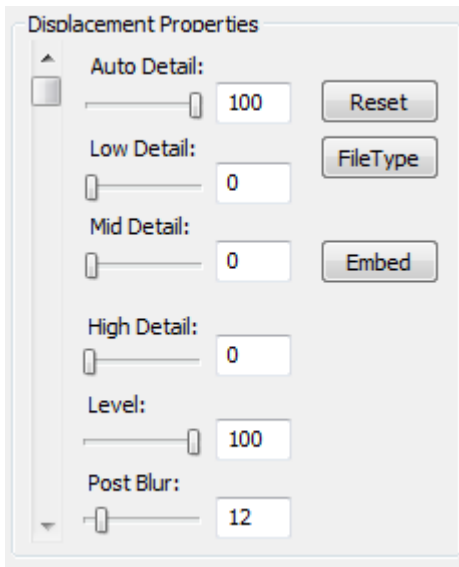 Displacement Properties
Auto Detail:
100
Reset
Low Detail:
0
FileType
Mid Detail:
0
Embed
High Detail:
0
Level:
100
Post Blur:
12